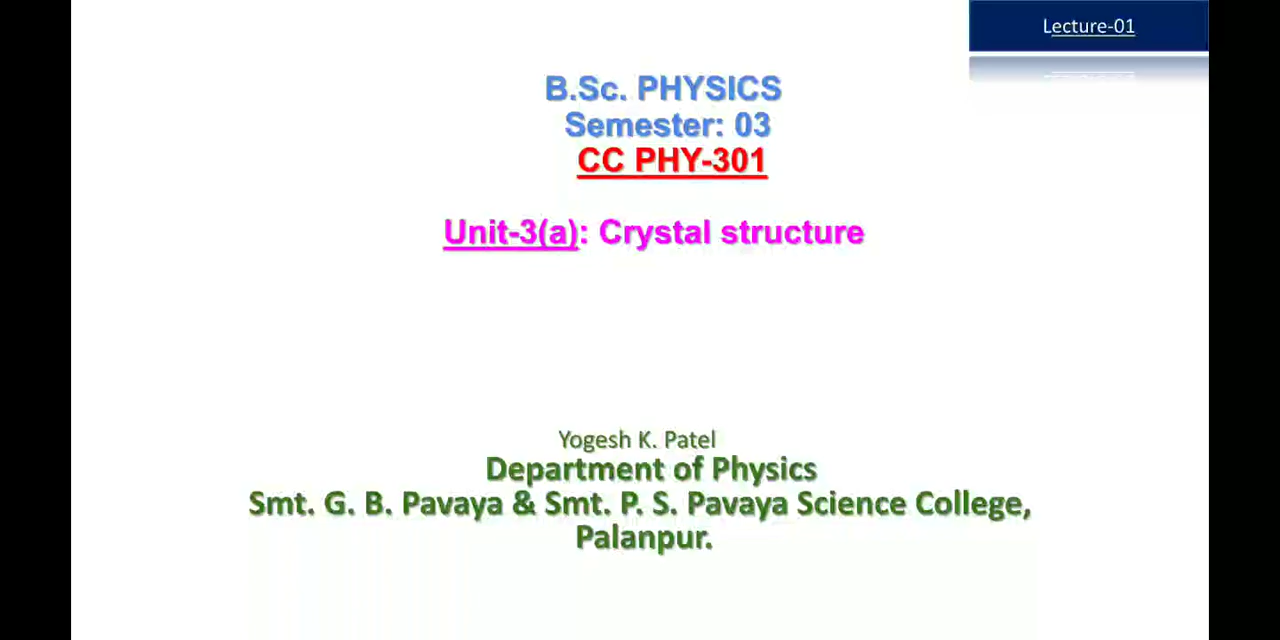 Lecture-01
B.Sc. PHYSICS
Semester: 03
CC PHY-301
Unit-3(a): Crystal structure
Yogesh K. Patel
Department of Physics
Smt. G. B. Pavaya & Smt. P. S. Pavaya Science College,
Palanpur.